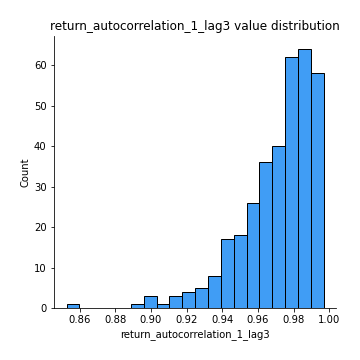 return_autocorrelation_1_lag3 value distribution
60
50
40
30
20
10
0
Count
0.86 0.88 0.90 0.92 0.94 0.96 0.98 1.00
return_autocorrelation_1_lag3